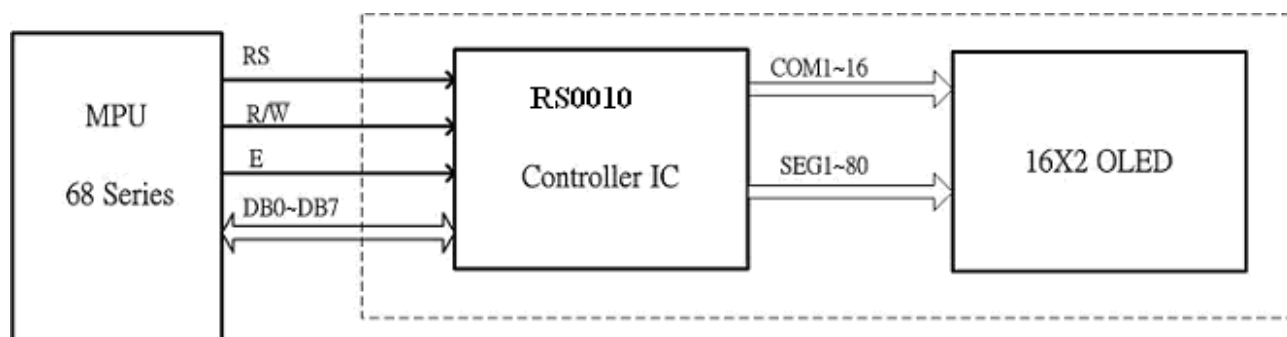 MPU
68 Series
RS
R/W̅
E
DB0~DB7
RS0010
Controller IC
COM1~16
SEG1~80
16X2 OLED